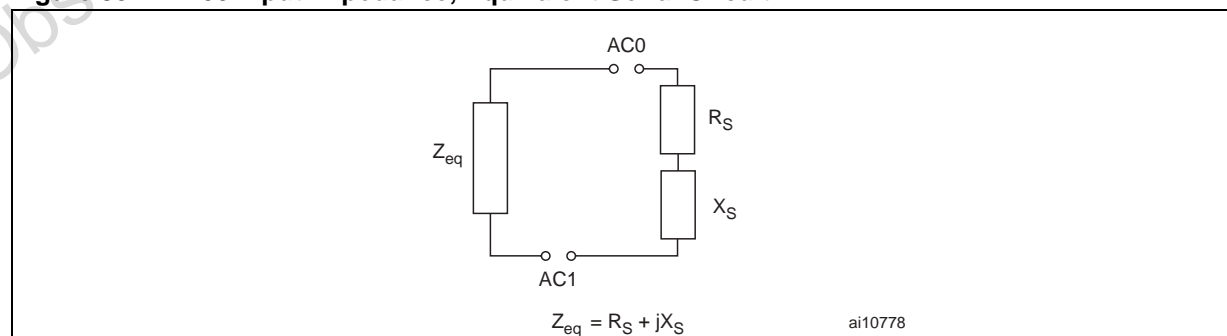 AC0
R_S
Z_eq
X_S
AC1
Z_eq = R_S + jX_S
ai10778